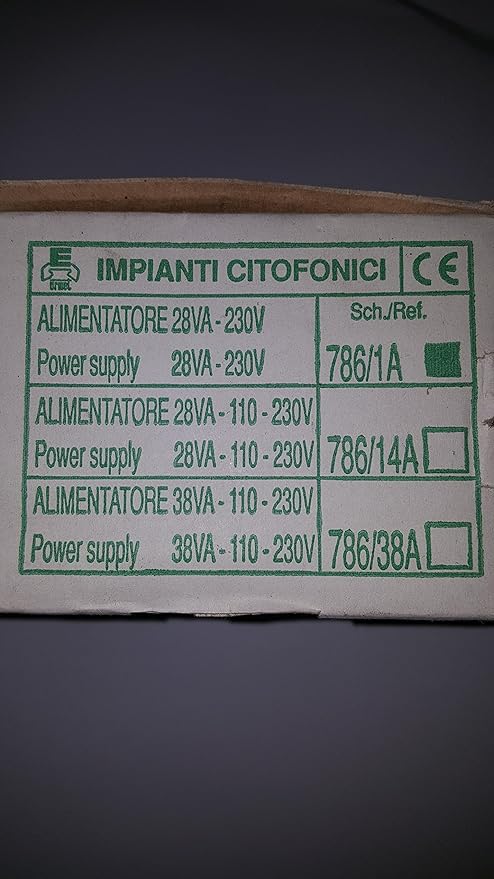 E
IMPIANTI CITOFONICI
CE
Sch./Ref.
ALIMENTATORE 28VA - 230V
Power supply 28VA - 230V
786/1A
ALIMENTATORE 28VA - 110 - 230V
Power supply 28VA - 110 - 230V
786/14A
ALIMENTATORE 38VA - 110 - 230V
Power supply 38VA - 110 - 230V
786/38A